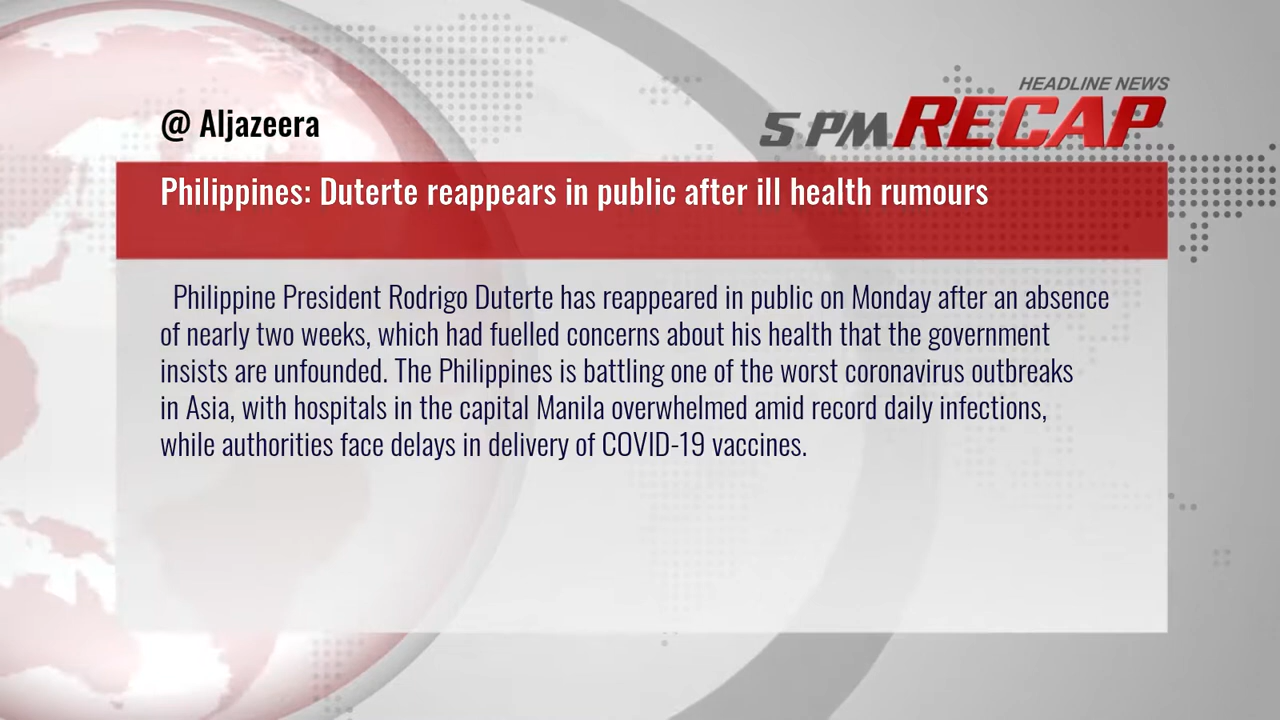 HEADLINE NEWS
@ Aljazeera
5 PM RECAP
Philippines: Duterte reappears in public after ill health rumours
Philippine President Rodrigo Duterte has reappeared in public on Monday after an absence
of nearly two weeks, which had fuelled concerns about his health that the government
insists are unfounded. The Philippines is battling one of the worst coronavirus outbreaks
in Asia, with hospitals in the capital Manila overwhelmed amid record daily infections,
while authorities face delays in delivery of COVID-19 vaccines.